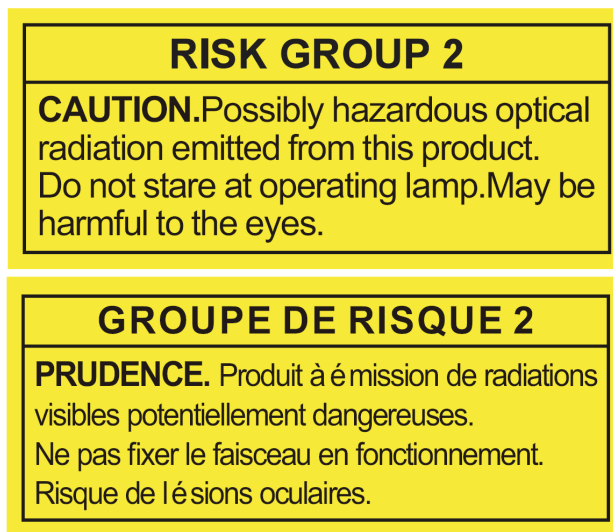 RISK GROUP 2
CAUTION.Possibly hazardous optical
radiation emitted from this product.
Do not stare at operating lamp.May be
harmful to the eyes.
GROUPE DE RISQUE 2
PRUDENCE. Produit à émission de radiations
visibles potentiellement dangereuses.
Ne pas fixer le faisceau en fonctionnement.
Risque de lésions oculaires.